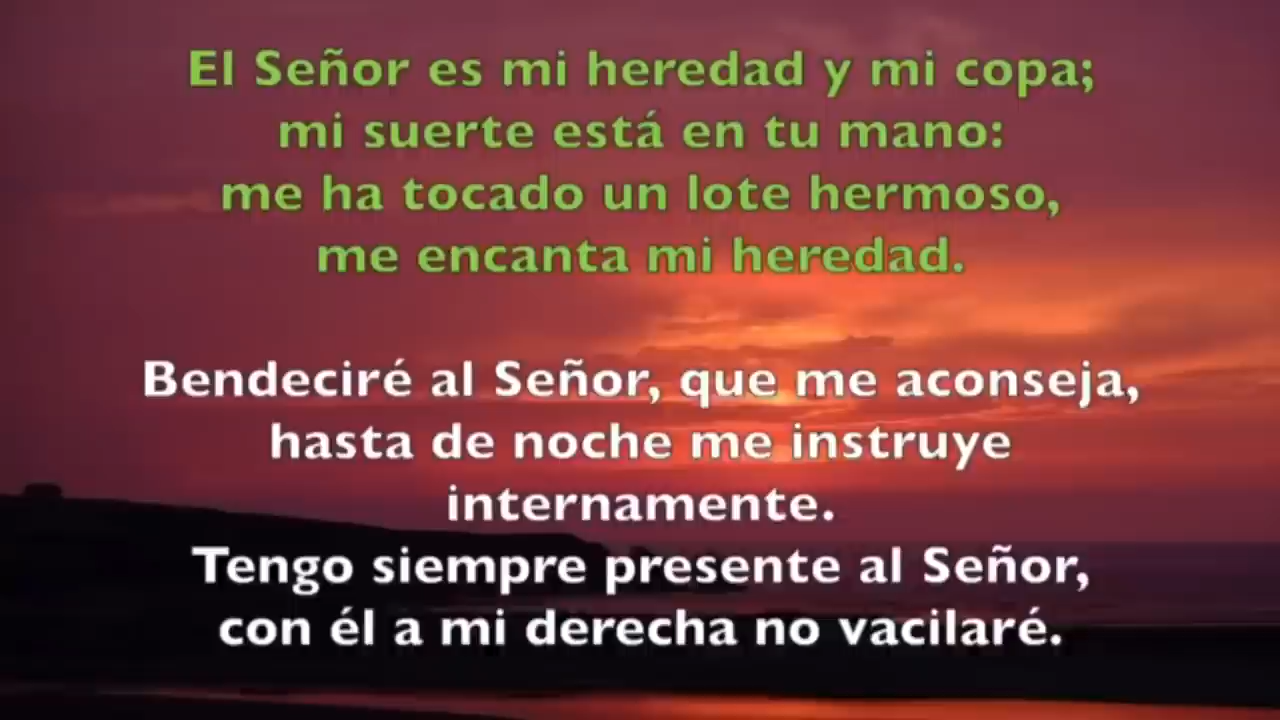 El Señor es mi heredad y mi copa;
mi suerte está en tu mano:
me ha tocado un lote hermoso,
me encanta mi heredad.
Bendeciré al Señor, que me aconseja,
hasta de noche me instruye
internamente.
Tengo siempre presente al Señor,
con él a mi derecha no vacilaré.